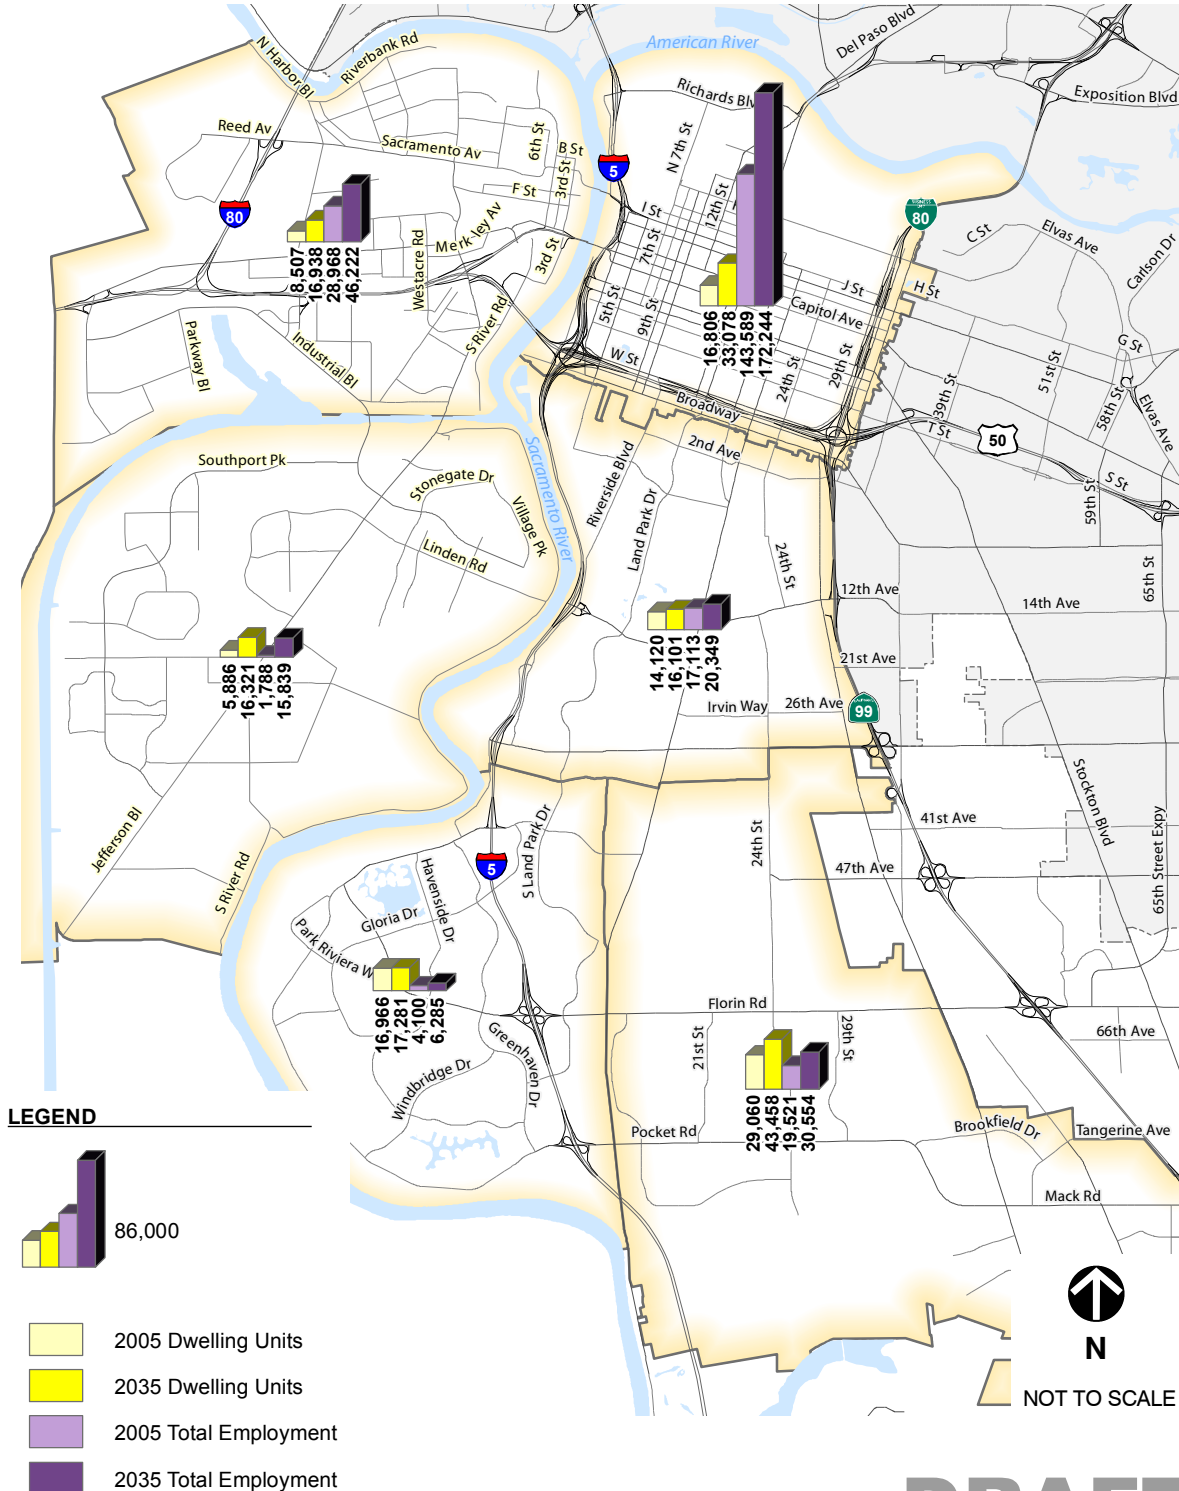 American River
Del Paso Blvd
N Harbor Bl
Riverbank Rd
Richards Blv
Exposition Blvd
Reed Av
Sacramento Av
6th St
B St
3rd St
F St
N 7th St
12th St
5
80
80
I St
7th St
C St
Elvas Ave
Carlson Dr
Merkley Av
Westacre Rd
3rd St
8,507
16,938
28,968
46,222
S River Rd
5th St
9th St
J St
H St
Capitol Ave
16,806
33,078
143,589
172,244
Parkway Bl
Industrial Bl
W St
24th St
29th St
39th St
51st St
G St
58th St
Elvas Ave
Broadway
T St
50
2nd Ave
S St
59th St
65th St
Southport Pk
Stonegate Dr
Village Pk
Linden Rd
Sacramento River
Riverside Blvd
Land Park Dr
24th St
12th Ave
14th Ave
21st Ave
14,120
16,101
17,113
20,349
5,886
16,321
1,788
15,839
Irvin Way
26th Ave
99
Stockton Blvd
65th Street Expy
Jefferson Bl
S River Rd
S Land Park Dr
24th St
41st Ave
47th Ave
5
Havenside Dr
Gloria Dr
Park Riviera W
16,966
17,281
4,100
6,285
Florin Rd
21st St
29th St
66th Ave
Greenhaven Dr
Windbridge Dr
Pocket Rd
29,060
43,458
19,521
30,554
Brookfield Dr
Tangerine Ave
Mack Rd
LEGEND
86,000
2005 Dwelling Units
2035 Dwelling Units
2005 Total Employment
2035 Total Employment
N
NOT TO SCALE
DRAFT